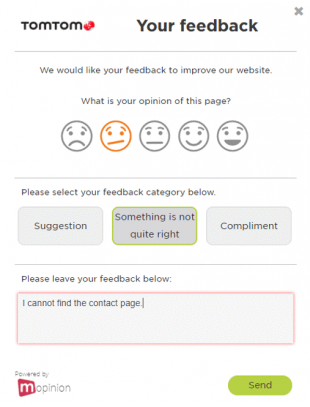 TOMTOM
Your feedback
We would like your feedback to improve our website.
What is your opinion of this page?
Please select your feedback category below.
Suggestion
Something is not
quite right
Compliment
Please leave your feedback below:
I cannot find the contact page.
Powered by
mopinion
Send